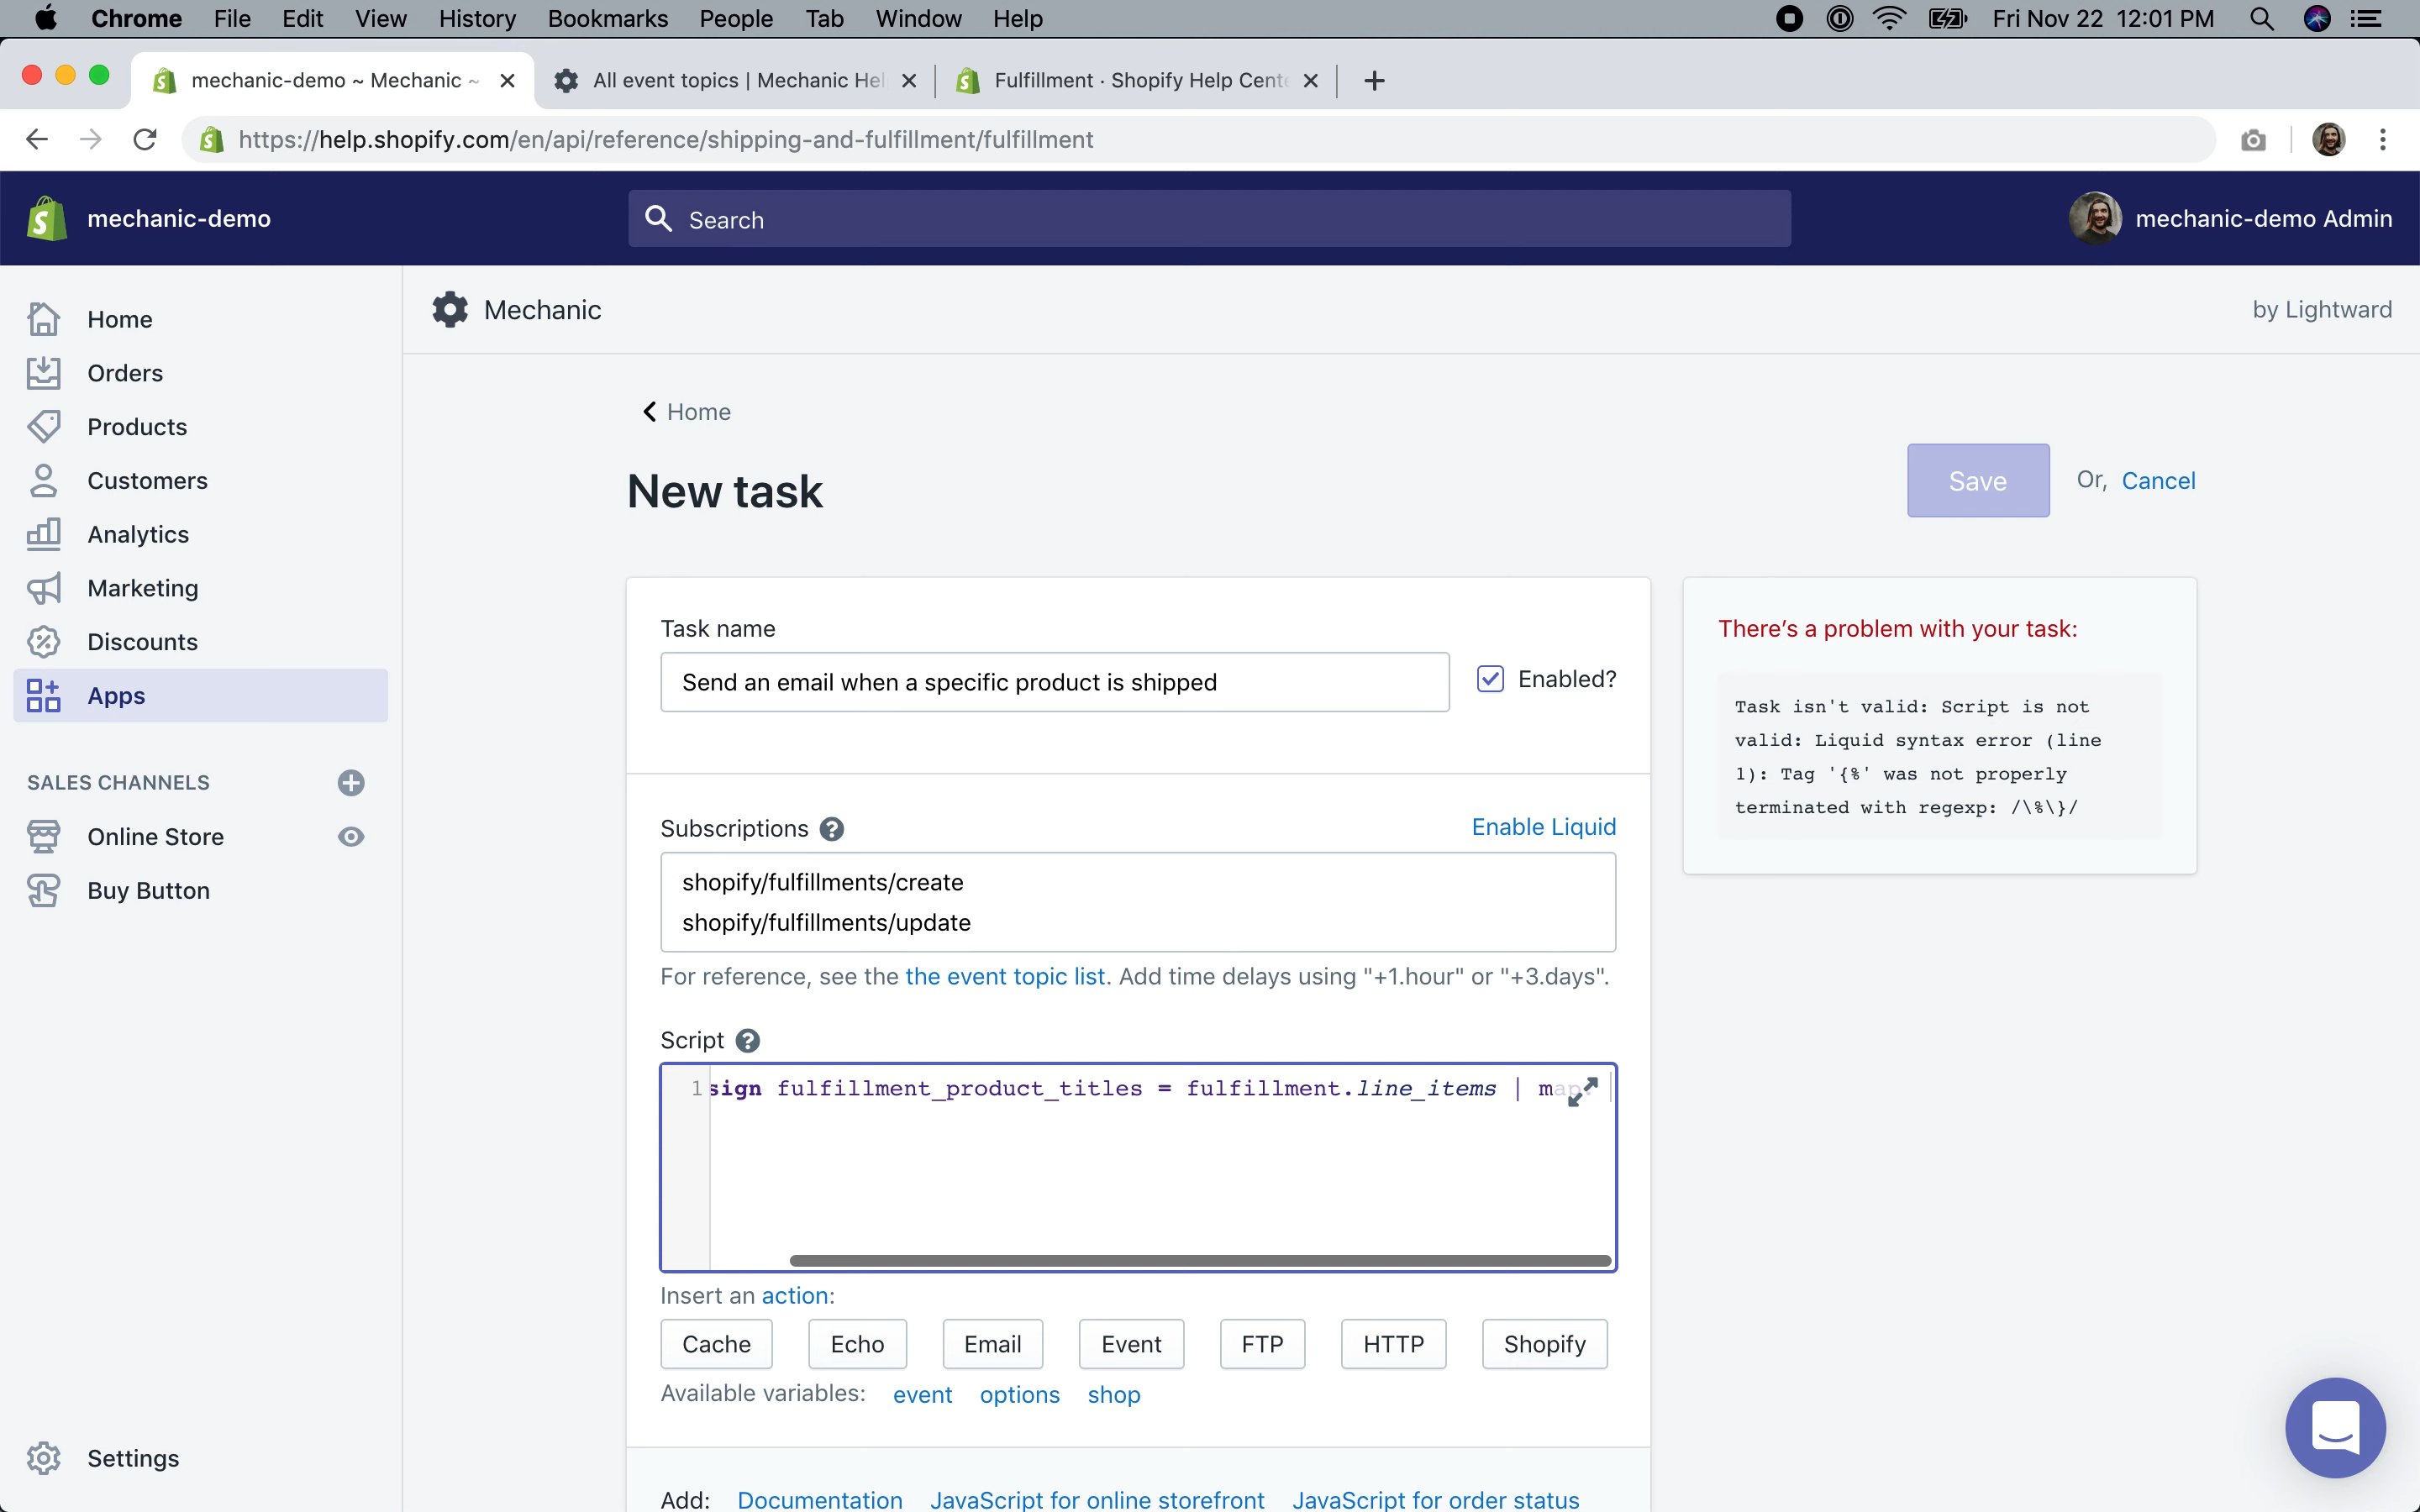 Chrome File Edit View History Bookmarks People Tab Window Help Fri Nov 22 12:01 PM
mechanic-demo ~ Mechanic ~ All event topics | Mechanic Hel Fulfillment · Shopify Help Cente
https://help.shopify.com/en/api/reference/shipping-and-fulfillment/fulfillment
mechanic-demo
Search
mechanic-demo Admin
Home
Orders
Products
Customers
Analytics
Marketing
Discounts
Apps
SALES CHANNELS
Online Store
Buy Button
Settings
Mechanic
by Lightward
Home
New task
Save
Or, Cancel
Task name
Send an email when a specific product is shipped
Enabled?
Subscriptions
Enable Liquid
shopify/fulfillments/create
shopify/fulfillments/update
For reference, see the the event topic list. Add time delays using "+1.hour" or "+3.days".
Script
1 sign fulfillment_product_titles = fulfillment.line_items | map:
Insert an action:
Cache Echo Email Event FTP HTTP Shopify
Available variables: event options shop
Add: Documentation JavaScript for online storefront JavaScript for order status
There’s a problem with your task:
Task isn't valid: Script is not
valid: Liquid syntax error (line
1): Tag '{%' was not properly
terminated with regexp: /\%\}/